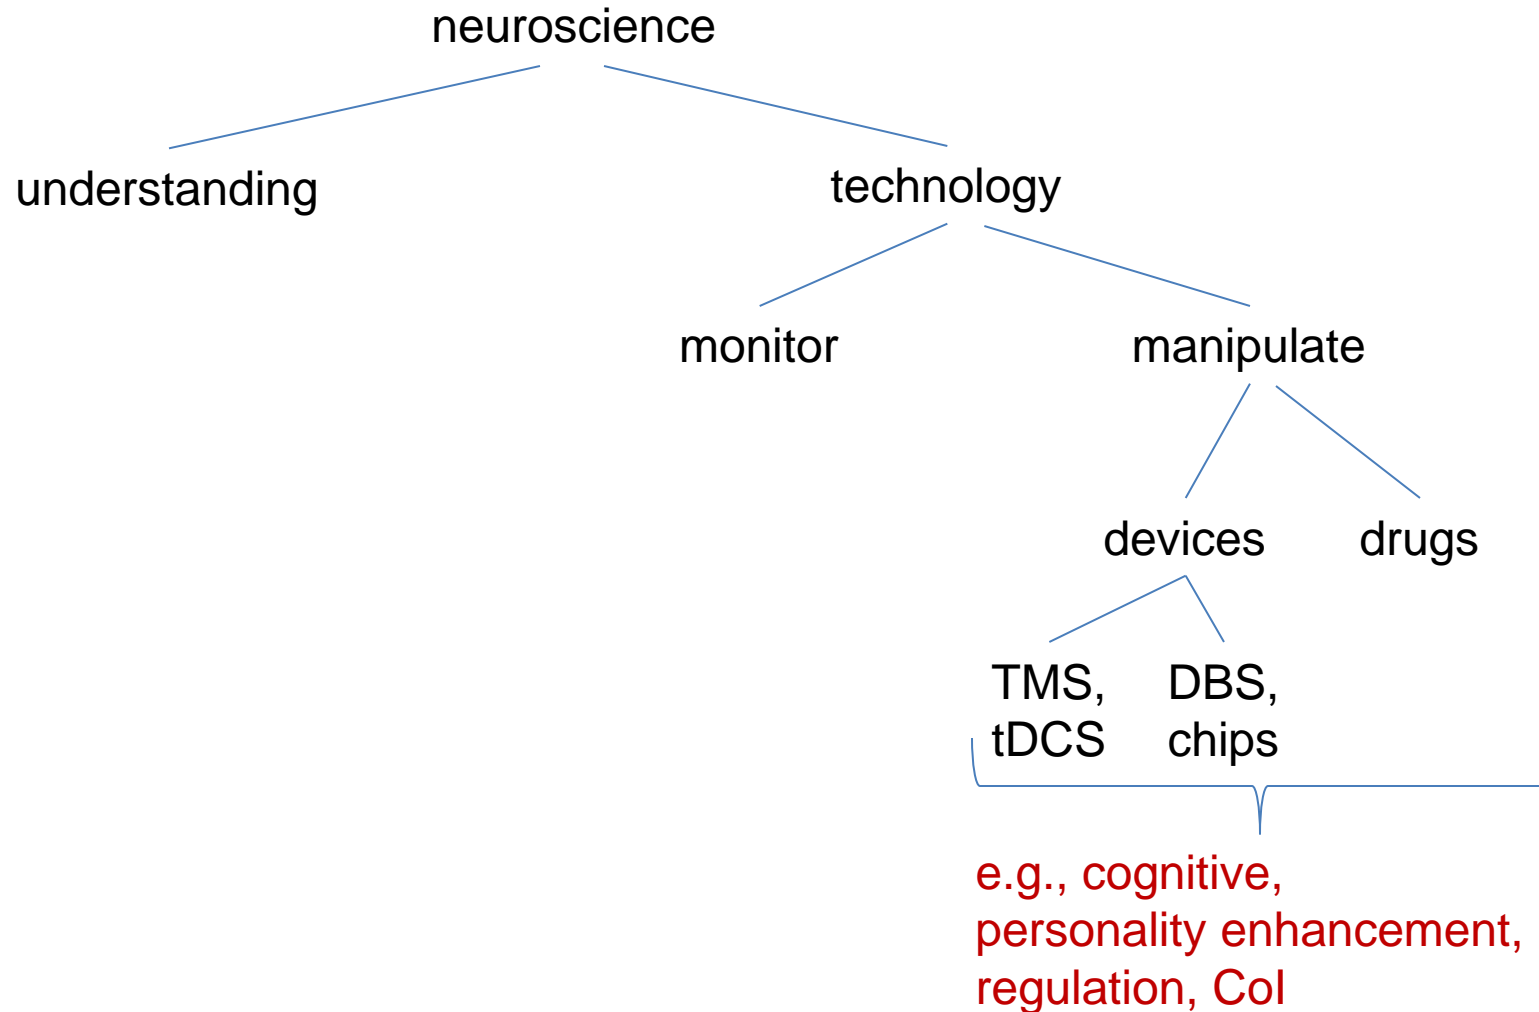 neuroscience
understanding
technology
monitor
manipulate
devices
drugs
TMS,
tDCS
DBS,
chips
e.g., cognitive,
personality enhancement,
regulation, CoI